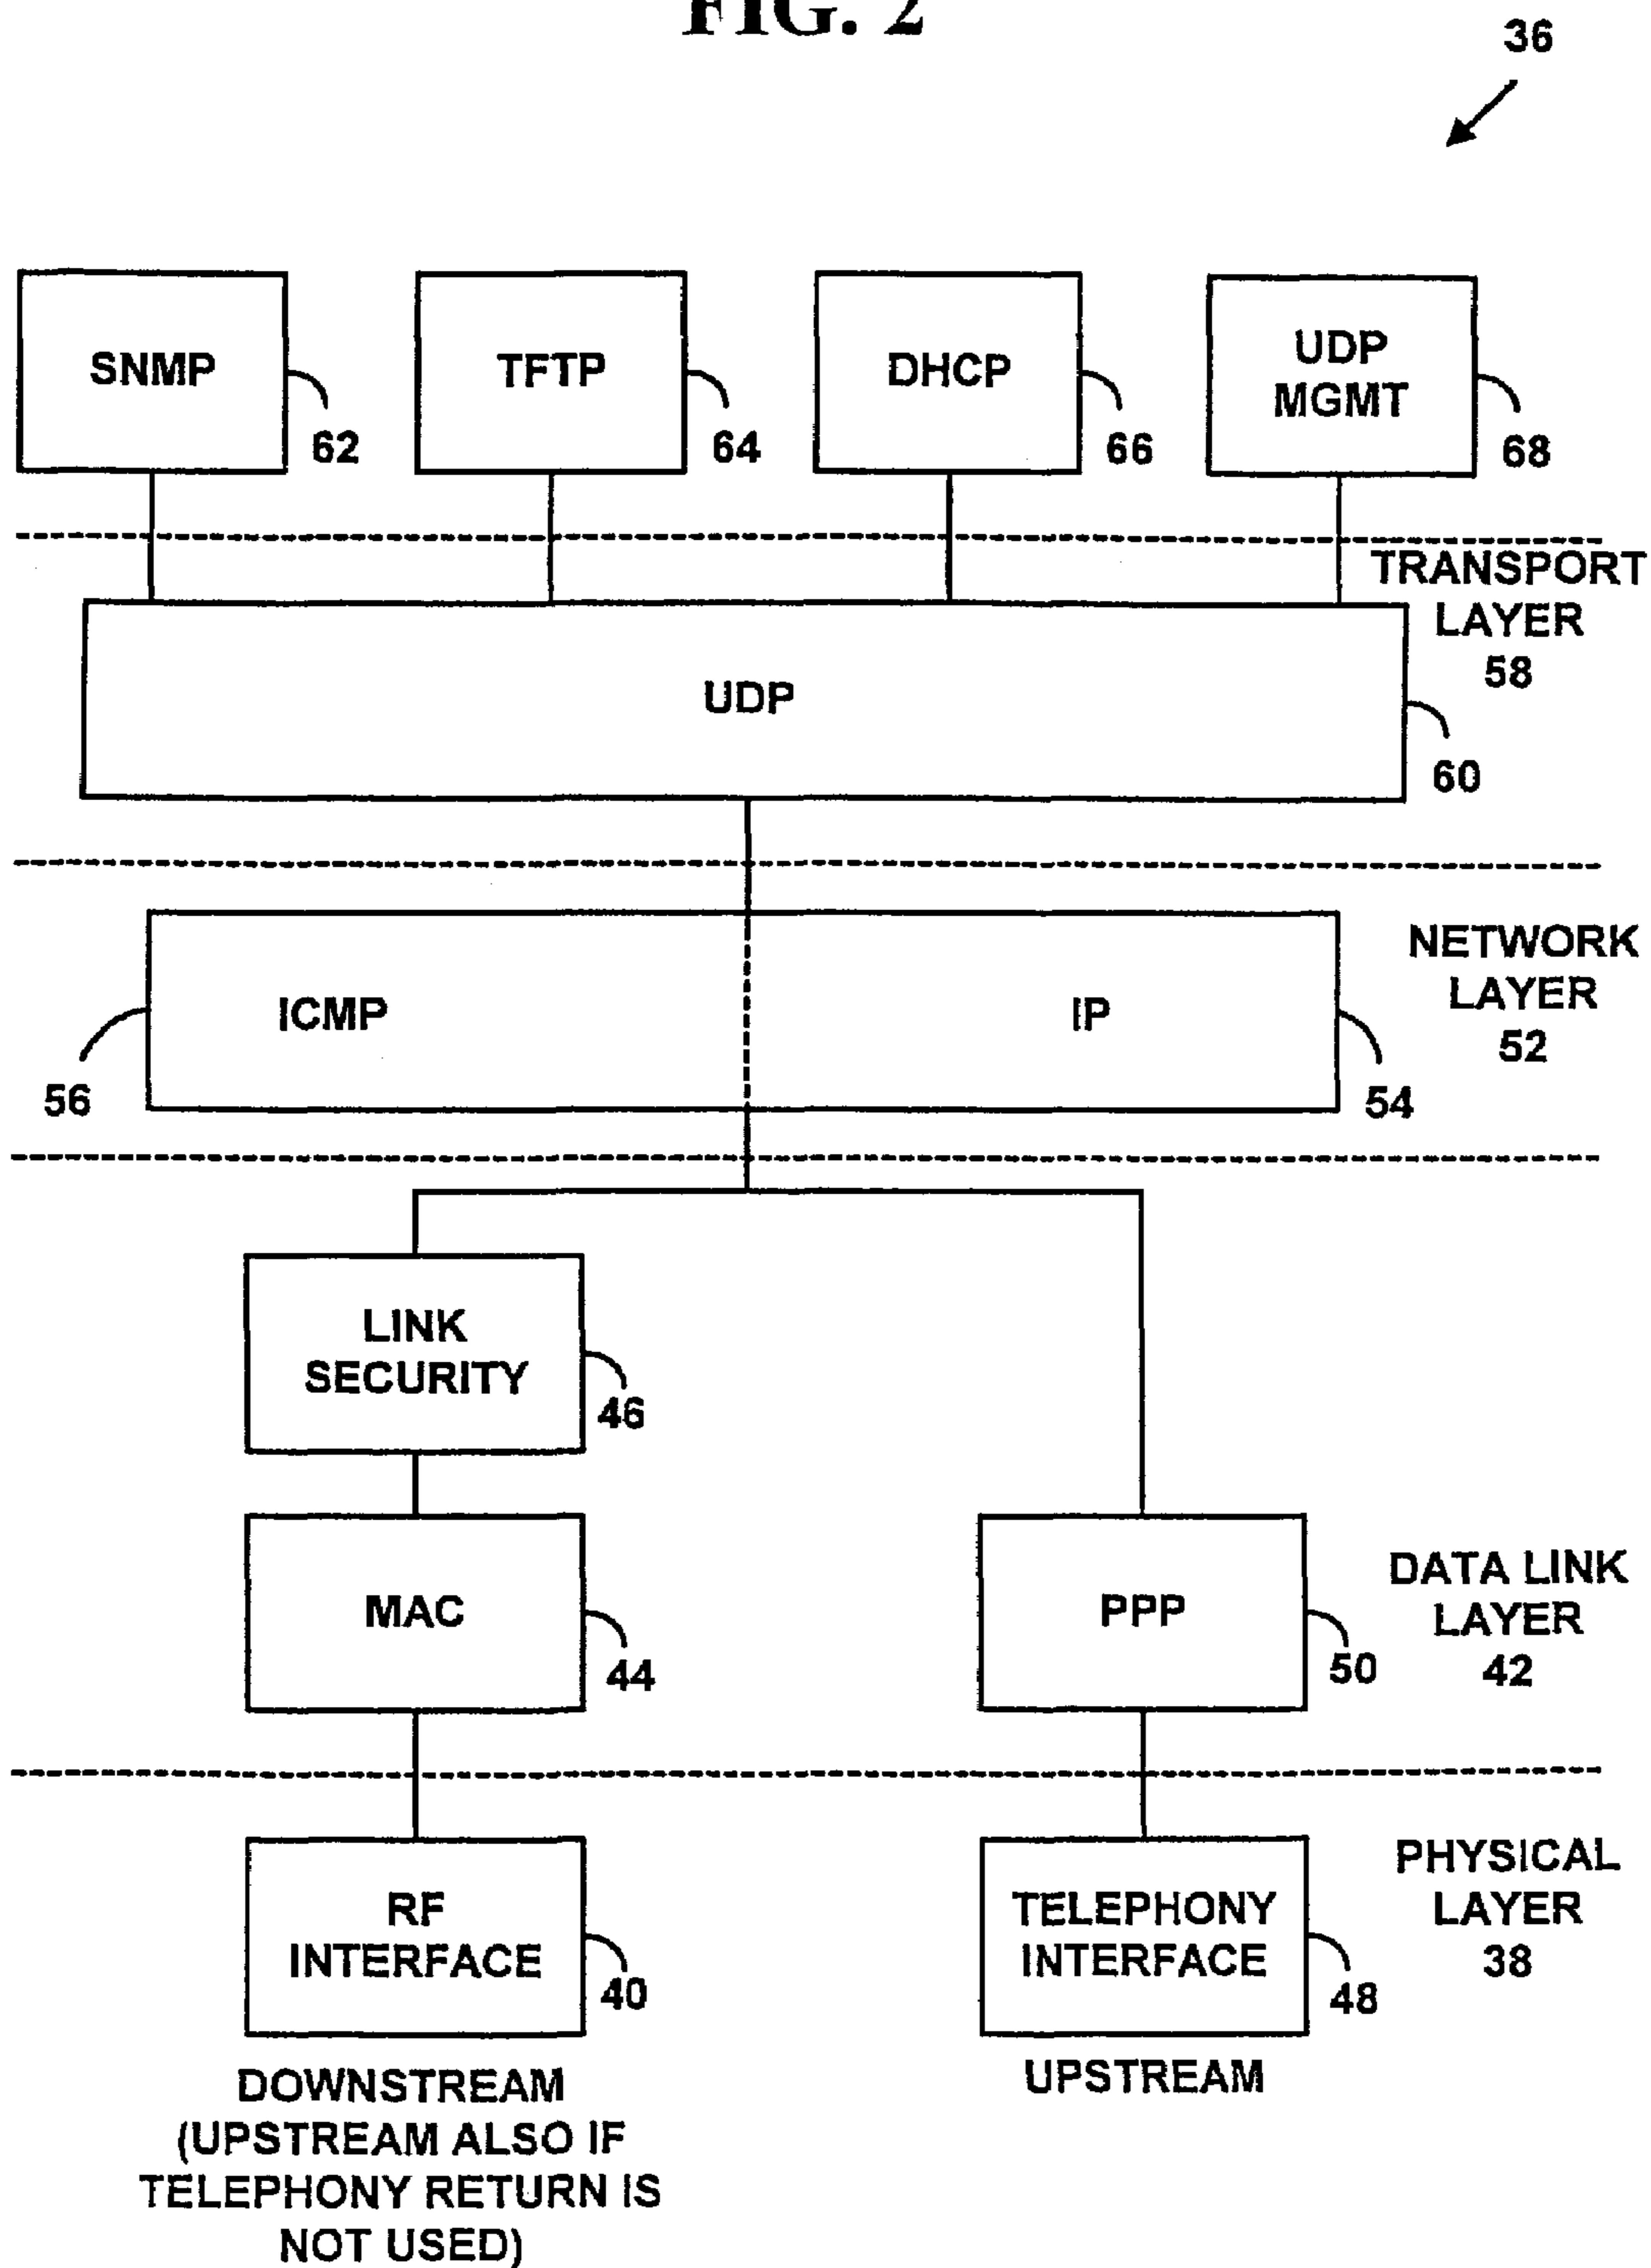 FIG. 2
36
SNMP
62
TFTP
64
DHCP
66
UDP
MGMT
68
TRANSPORT
LAYER
58
UDP
60
NETWORK
LAYER
52
ICMP
56
IP
54
LINK
SECURITY
46
MAC
44
PPP
50
DATA LINK
LAYER
42
RF
INTERFACE
40
TELEPHONY
INTERFACE
48
PHYSICAL
LAYER
38
DOWNSTREAM
(UPSTREAM ALSO IF
TELEPHONY RETURN IS
NOT USED)
UPSTREAM